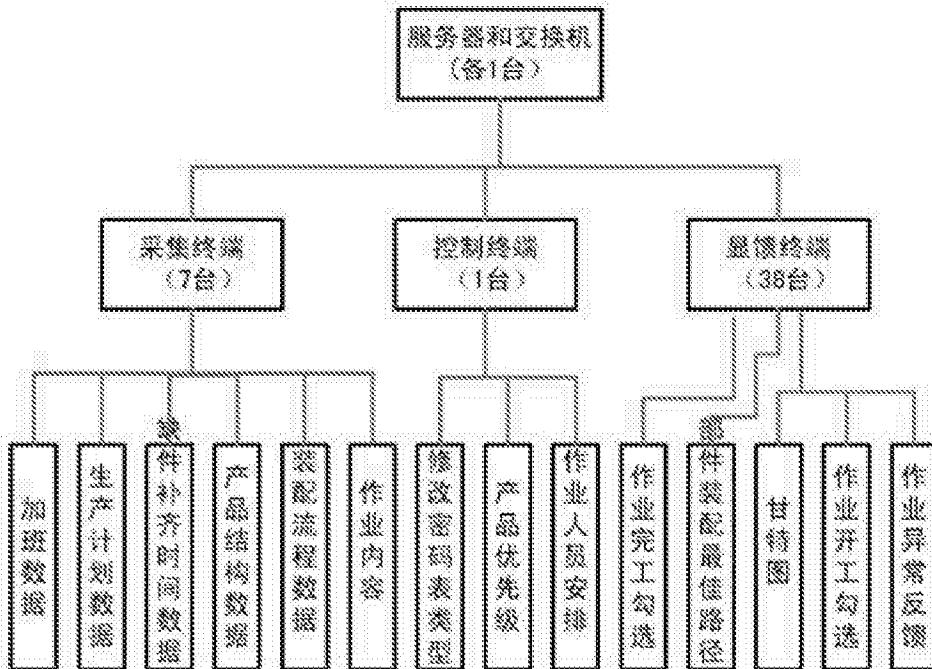 服务器和交换机
(各1台)
采集终端
(7台)
控制终端
(1台)
显馈终端
(38台)
加班数据
生产计划数据
零件补齐时间数据
产品结构数据
装配流程数据
作业内容
修改密码表类型
产品优先级
作业人员安排
作业完工勾选
零件装配最佳路径
甘特图
作业开工勾选
作业异常反馈